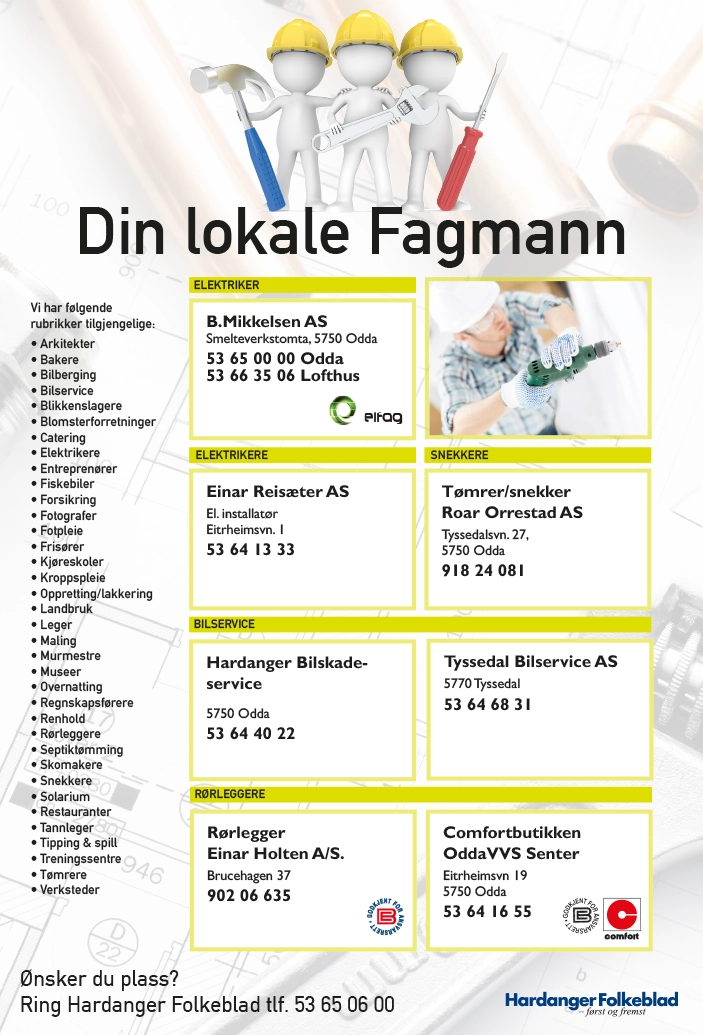 Din lokale Fagmann
Vi har følgende
rubrikker tilgjengelige:
• Arkitekter
• Bakere
• Bilberging
• Bilservice
• Blikkenslagere
• Blomsterforretninger
• Catering
• Elektrikere
• Entreprenører
• Fiskebiler
• Forsikring
• Fotografer
• Fotpleie
• Frisører
• Kjøreskoler
• Kroppspleie
• Oppretting/lakkering
• Landbruk
• Leger
• Maling
• Murmestre
• Museer
• Overnatting
• Regnskapsførere
• Renhold
• Rørleggere
• Septiktømming
• Skomakere
• Snekkere
• Solarium
• Restauranter
• Tannleger
• Tipping & spill
• Treningssentre
• Tømrere
• Verksteder
ELEKTRIKER
B.Mikkelsen AS
Smelteverkstomta, 5750 Odda
53 65 00 00 Odda
53 66 35 06 Lofthus
elfag
ELEKTRIKERE
Einar Reisæter AS
El. installatør
Eitrheimsvn. 1
53 64 13 33
SNEKKERE
Tømrer/snekker
Roar Orrestad AS
Tyssedalsvn. 27,
5750 Odda
918 24 081
BILSERVICE
Hardanger Bilskade-
service
5750 Odda
53 64 40 22
Tyssedal Bilservice AS
5770 Tyssedal
53 64 68 31
RØRLEGGERE
Rørlegger
Einar Holten A/S.
Brucehagen 37
902 06 635
GODKJENT FOR ANSVARSRETT
B
Comfortbutikken
OddaVVS Senter
Eitrheimsvn 19
5750 Odda
53 64 16 55
GODKJENT FOR ANSVARSRETT
B
comfort
Ønsker du plass?
Ring Hardanger Folkeblad tlf. 53 65 06 00
Hardanger Folkeblad
– først og fremst
100
905
17
946
D
22
b